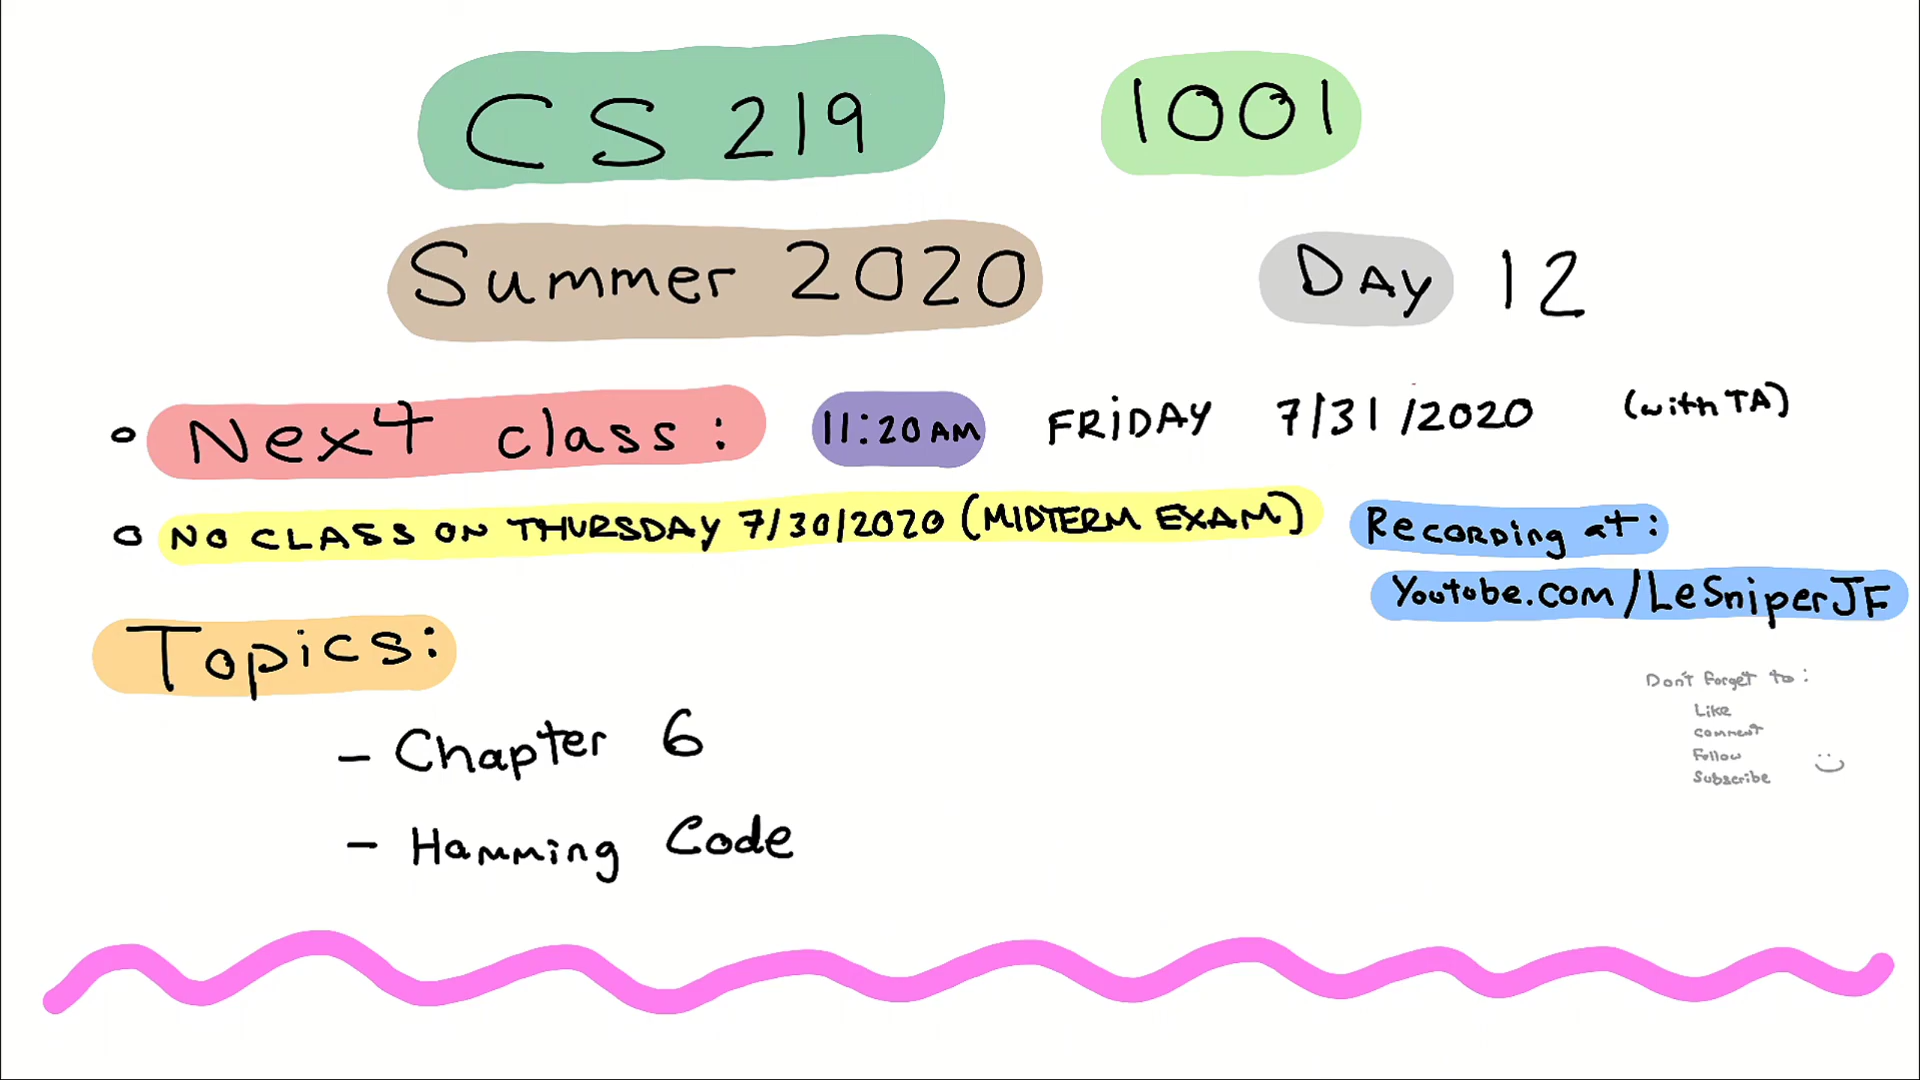 CS 219 1001
Summer 2020 DAY 12
Next class: 11:20 AM FRIDAY 7/31/2020 (with TA)
NO CLASS ON THURSDAY 7/30/2020 (MIDTERM EXAM)
Recording at:
Youtube.com/LeSniperJF
Topics:
- Chapter 6
- Hamming Code
Don't forget to:
Like
comment
Follow
Subscribe